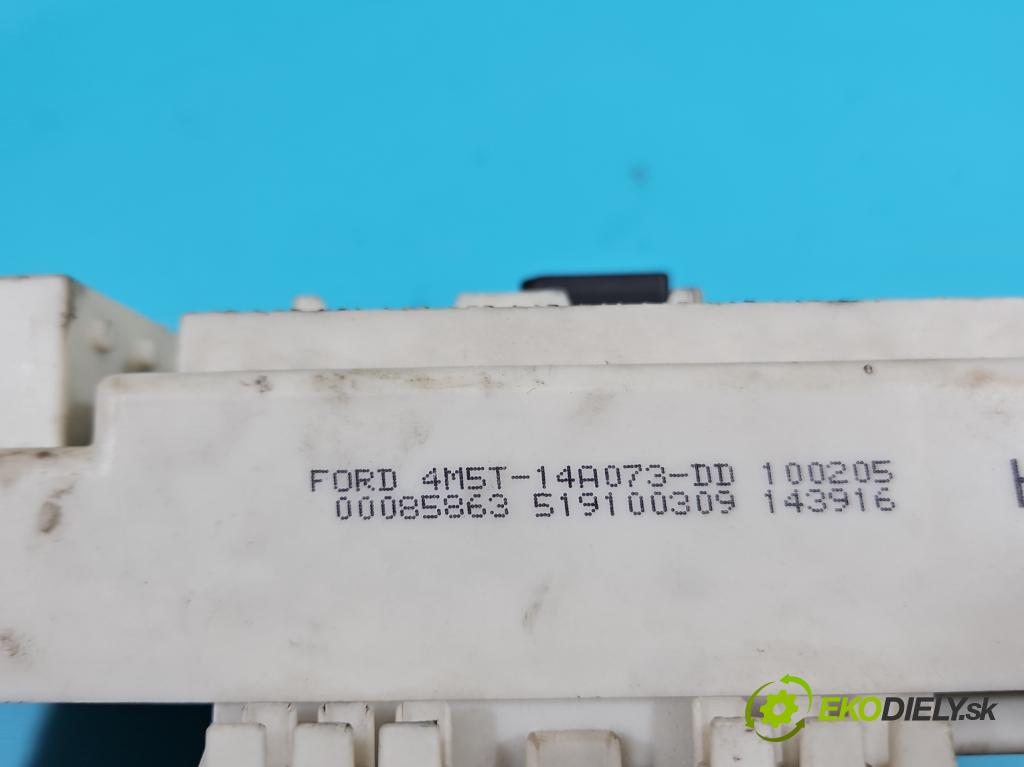 FORD 4M5T-14A073-DD 100205
00085863 519100309 143916
EKODIELY.sk